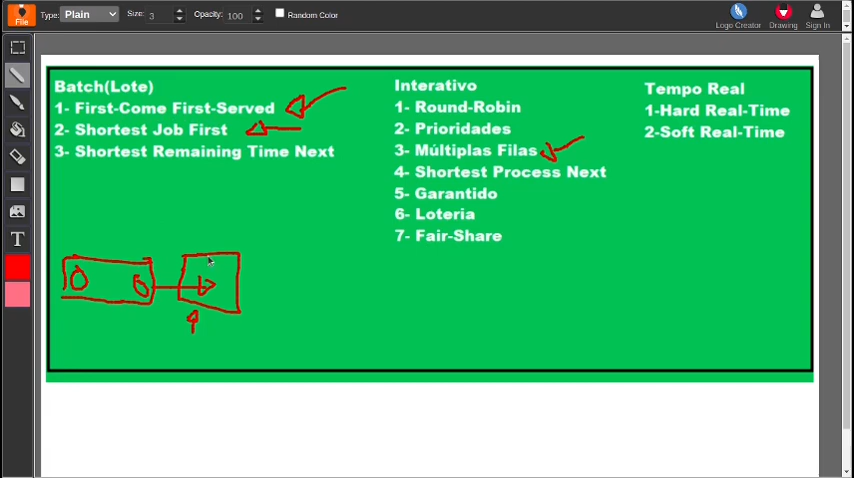 File
Type:
Plain
Size:
3
Opacity:
100
Random Color
Logo Creator
Drawing
Sign In
T
Batch(Lote)
1- First-Come First-Served
2- Shortest Job First
3- Shortest Remaining Time Next
Interativo
1- Round-Robin
2- Prioridades
3- Múltiplas Filas
4- Shortest Process Next
5- Garantido
6- Loteria
7- Fair-Share
Tempo Real
1-Hard Real-Time
2-Soft Real-Time